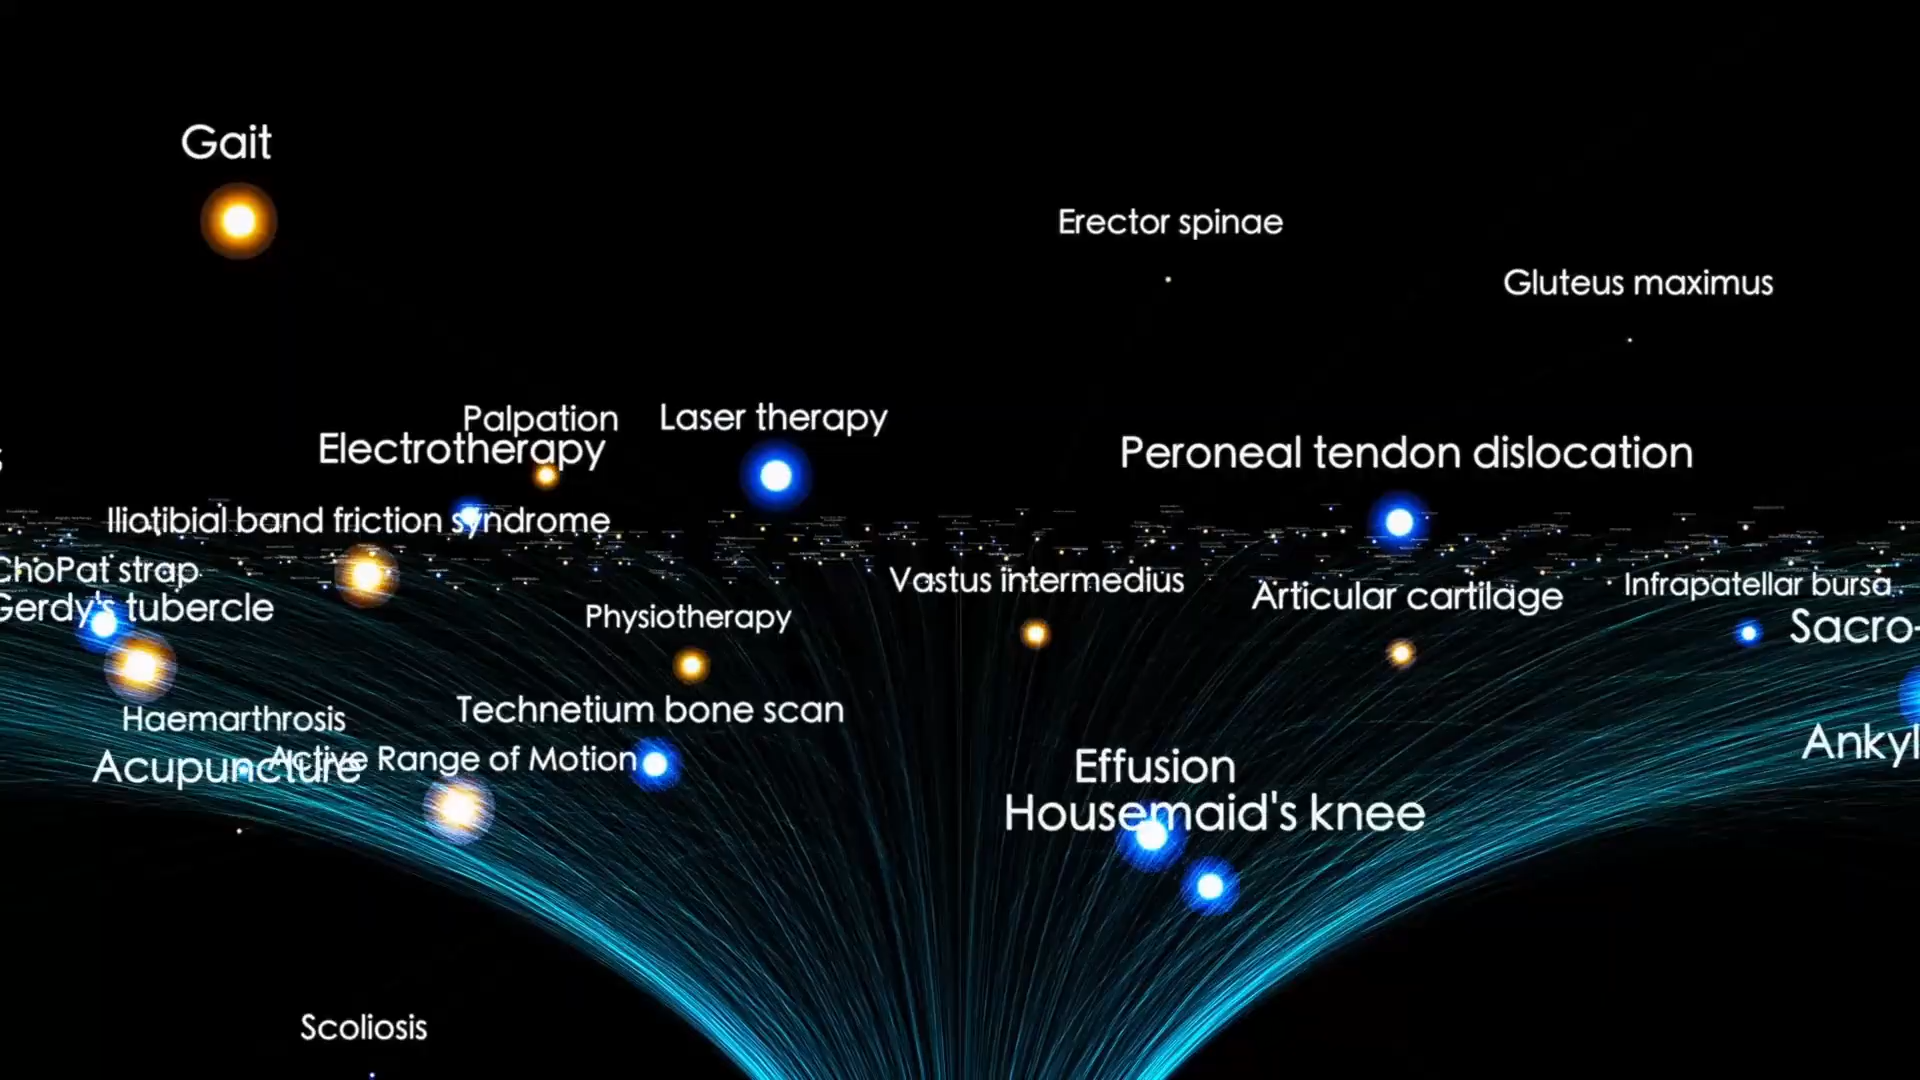 Gait
Erector spinae
Gluteus maximus
Palpation
Laser therapy
Electrotherapy
Peroneal tendon dislocation
Iliotibial band friction syndrome
ChoPat strap
Vastus intermedius
Infrapatellar bursa
Articular cartilage
Gerdy's tubercle
Physiotherapy
Sacro-
Technetium bone scan
Haemarthrosis
Ankyl
Active Range of Motion
Acupuncture
Effusion
Housemaid's knee
Scoliosis